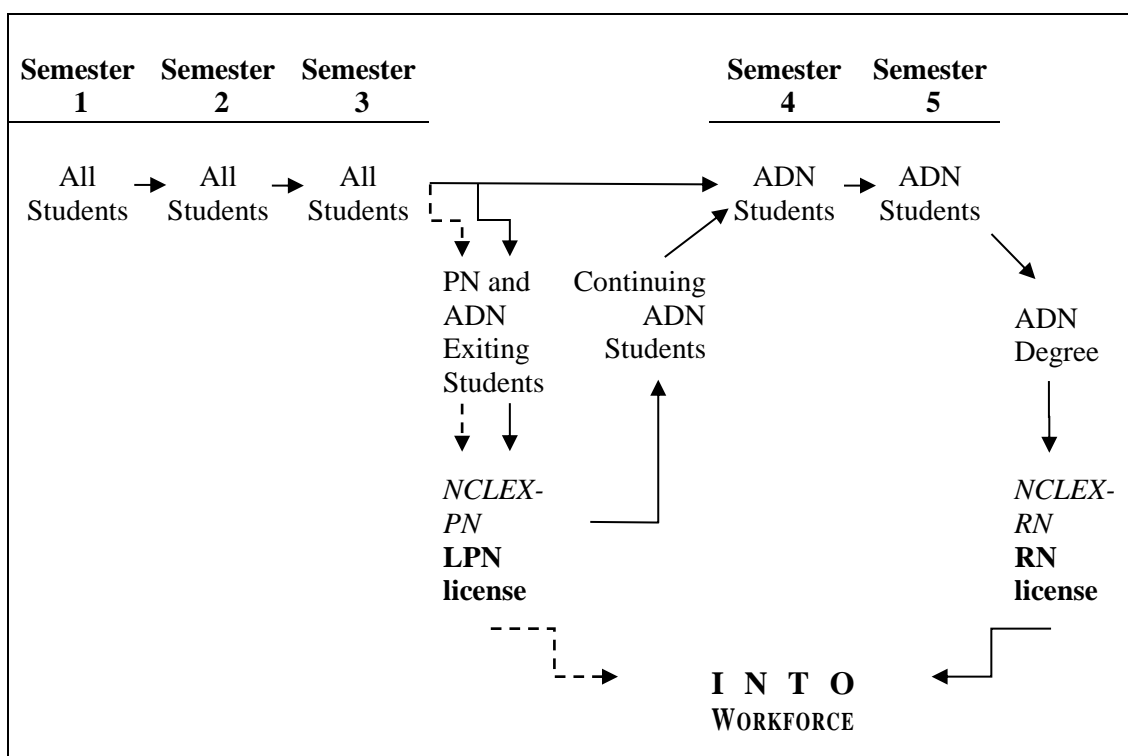 Semester Semester Semester Semester Semester
1 2 3 4 5
All All All ADN ADN
Students Students Students Students Students
PN and
ADN
Exiting
Students
Continuing
ADN
Students
ADN
Degree
NCLEX-
PN
LPN
license
NCLEX-
RN
RN
license
I N T O
WORKFORCE